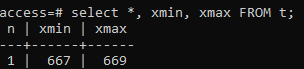 access=# select *, xmin, xmax FROM t;
n | xmin | xmax
---+------+------
1 | 667 | 669